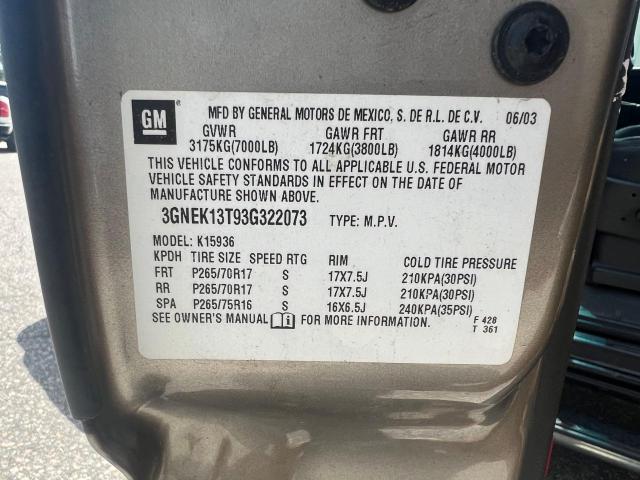 GM
MFD BY GENERAL MOTORS DE MEXICO, S. DE R.L. DE C.V. 06/03
GVWR GAWR FRT GAWR RR
3175KG(7000LB) 1724KG(3800LB) 1814KG(4000LB)
THIS VEHICLE CONFORMS TO ALL APPLICABLE U.S. FEDERAL MOTOR
VEHICLE SAFETY STANDARDS IN EFFECT ON THE DATE OF
MANUFACTURE SHOWN ABOVE.
3GNEK13T93G322073 TYPE: M.P.V.
MODEL: K15936
KPDH TIRE SIZE SPEED RTG RIM COLD TIRE PRESSURE
FRT P265/70R17 S 17X7.5J 210KPA(30PSI)
RR P265/70R17 S 17X7.5J 210KPA(30PSI)
SPA P265/75R16 S 16X6.5J 240KPA(35PSI)
SEE OWNER'S MANUAL FOR MORE INFORMATION.
F 428
T 361